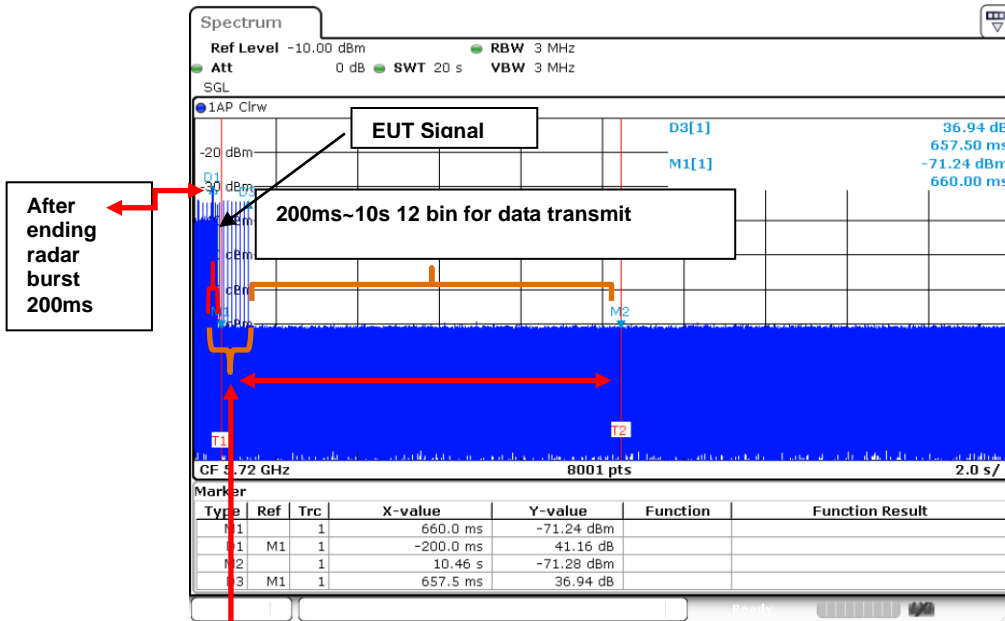 Spectrum
Ref Level -10.00 dBm RBW 3 MHz
Att 0 dB SWT 20 s VBW 3 MHz
SGL
1AP Clrw
EUT Signal
D3[1] 36.94 dB
657.50 ms
M1[1] -71.24 dBm
660.00 ms
-20 dBm
D1
-30 dBm
D3
After
ending
radar
burst
200ms
200ms~10s 12 bin for data transmit
M1
M2
T1
T2
CF 5.72 GHz 8001 pts 2.0 s/
Marker
Type Ref Trc X-value Y-value Function Function Result
M1 1 660.0 ms -71.24 dBm
D1 M1 1 -200.0 ms 41.16 dB
M2 1 10.46 s -71.28 dBm
D3 M1 1 657.5 ms 36.94 dB
Ready